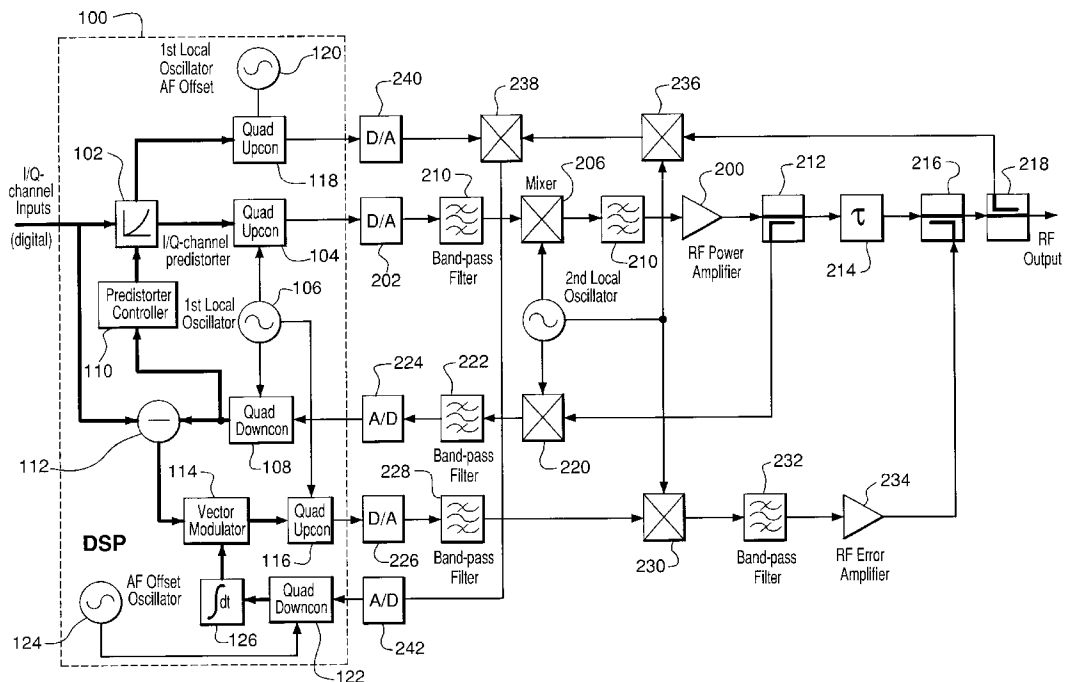 100
1st Local
Oscillator
AF Offset
120
240
238
236
I/Q-
channel
Inputs
(digital)
102
Quad
Upcon
118
D/A
210
Mixer
206
200
212
216
218
Quad
Upcon
104
D/A
202
Band-pass
Filter
210
RF Power
Amplifier
τ
214
RF
Output
I/Q-channel
predistorter
Predistorter
Controller
110
1st Local
Oscillator
106
2nd Local
Oscillator
224
222
112
—
Quad
Downcon
108
A/D
Band-pass
Filter
220
114
Vector
Modulator
Quad
Upcon
116
D/A
226
228
Band-pass
Filter
230
232
Band-pass
Filter
234
RF Error
Amplifier
DSP
AF Offset
Oscillator
124
∫dt
126
Quad
Downcon
122
A/D
242